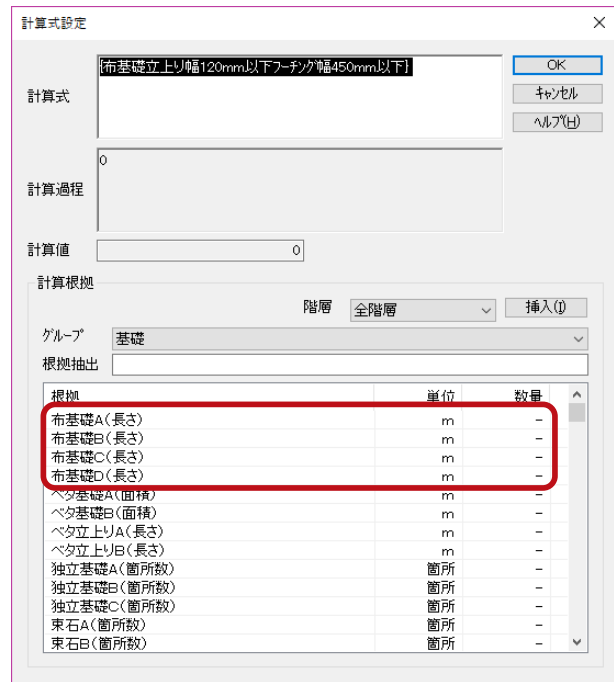 計算式設定
計算式
{布基礎立上り幅120mm以下フーチング幅450mm以下}
OK
キャンセル
ヘルプ(H)
計算過程
0
計算値
0
計算根拠
階層 全階層 挿入(I)
グループ 基礎
根拠抽出
根拠 単位 数量
布基礎A(長さ) m -
布基礎B(長さ) m -
布基礎C(長さ) m -
布基礎D(長さ) m -
ベタ基礎A(面積) m -
ベタ基礎B(面積) m -
ベタ立上りA(長さ) m -
ベタ立上りB(長さ) m -
独立基礎A(箇所数) 箇所 -
独立基礎B(箇所数) 箇所 -
独立基礎C(箇所数) 箇所 -
束石A(箇所数) 箇所 -
束石B(箇所数) 箇所 -